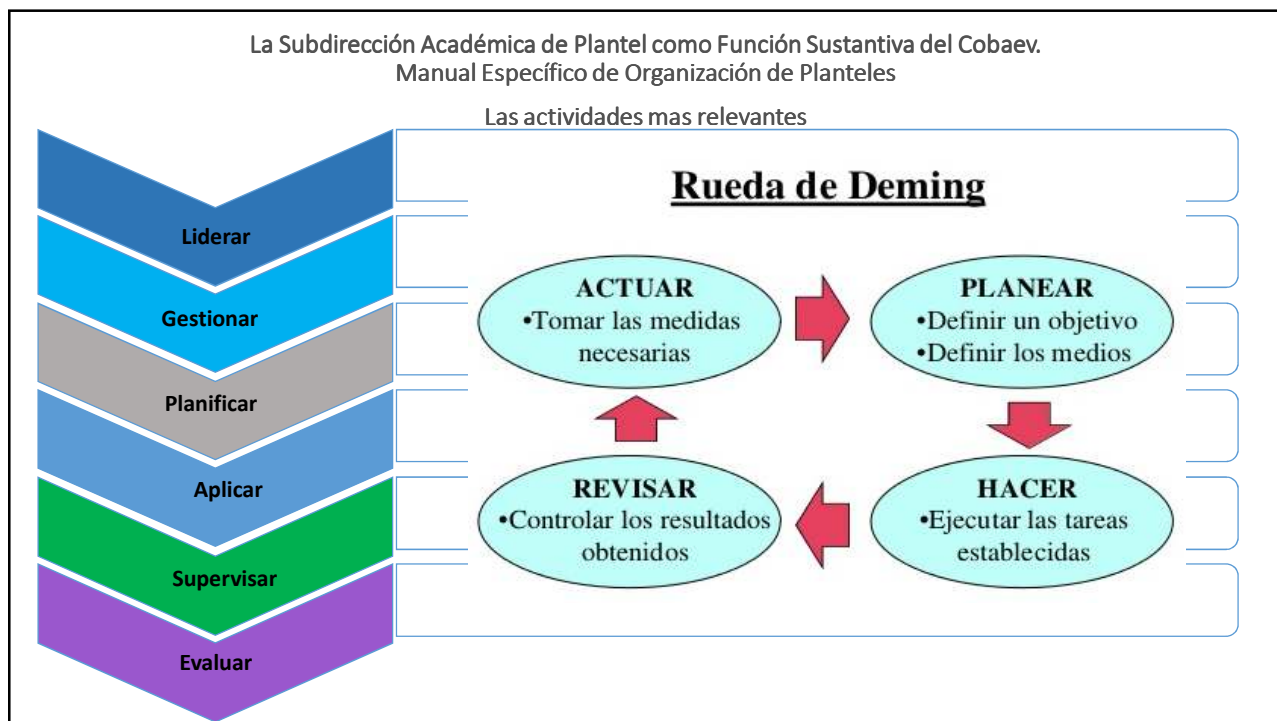 La Subdirección Académica de Plantel como Función Sustantiva del Cobaev.
Manual Específico de Organización de Planteles
Las actividades mas relevantes
Liderar
Gestionar
Planificar
Aplicar
Supervisar
Evaluar
Rueda de Deming
ACTUAR
•Tomar las medidas
necesarias
PLANEAR
•Definir un objetivo
•Definir los medios
REVISAR
•Controlar los resultados
obtenidos
HACER
•Ejecutar las tareas
establecidas